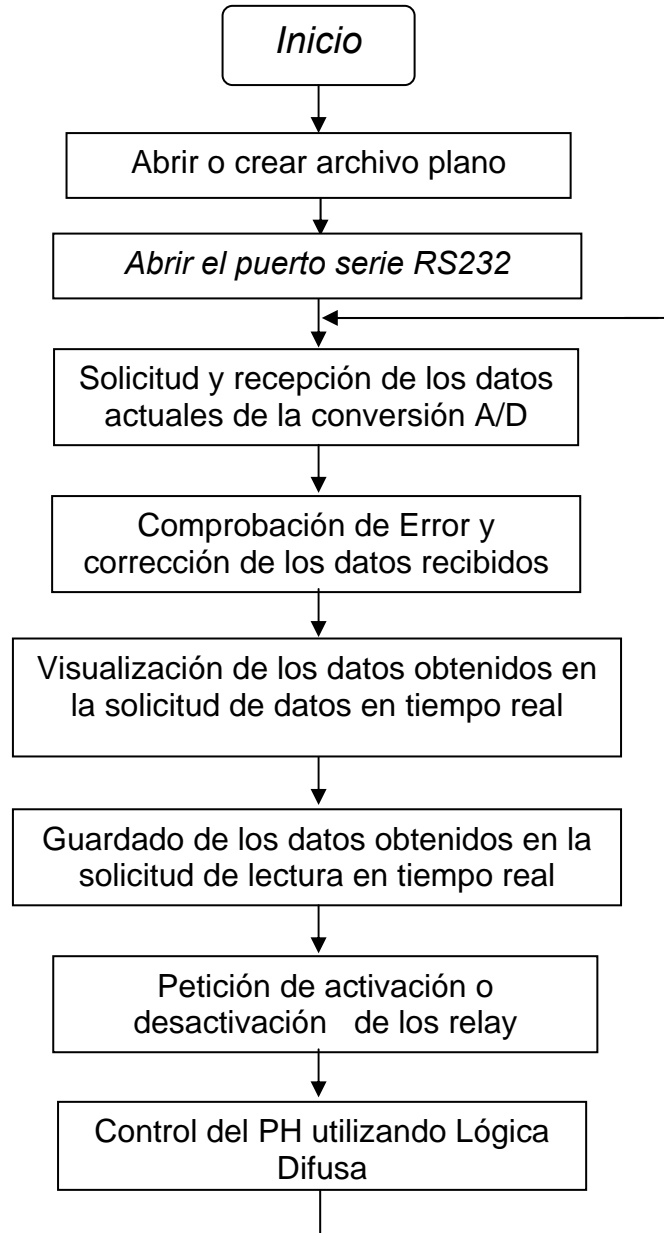 Inicio
Abrir o crear archivo plano
Abrir el puerto serie RS232
Solicitud y recepción de los datos
actuales de la conversión A/D
Comprobación de Error y
corrección de los datos recibidos
Visualización de los datos obtenidos en
la solicitud de datos en tiempo real
Guardado de los datos obtenidos en la
solicitud de lectura en tiempo real
Petición de activación o
desactivación de los relay
Control del PH utilizando Lógica
Difusa